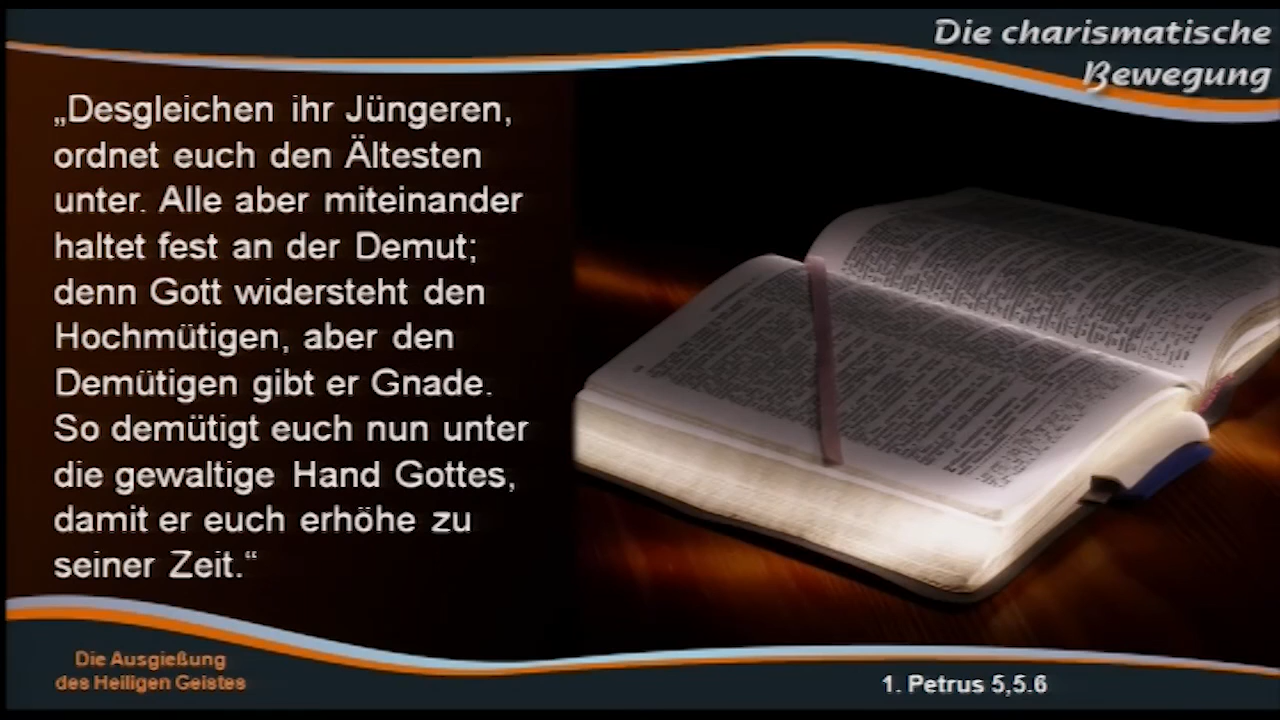 Die charismatische
Bewegung
„Desgleichen ihr Jüngeren,
ordnet euch den Ältesten
unter. Alle aber miteinander
haltet fest an der Demut;
denn Gott widersteht den
Hochmütigen, aber den
Demütigen gibt er Gnade.
So demütigt euch nun unter
die gewaltige Hand Gottes,
damit er euch erhöhe zu
seiner Zeit.“
Die Ausgießung
des Heiligen Geistes
1. Petrus 5,5.6